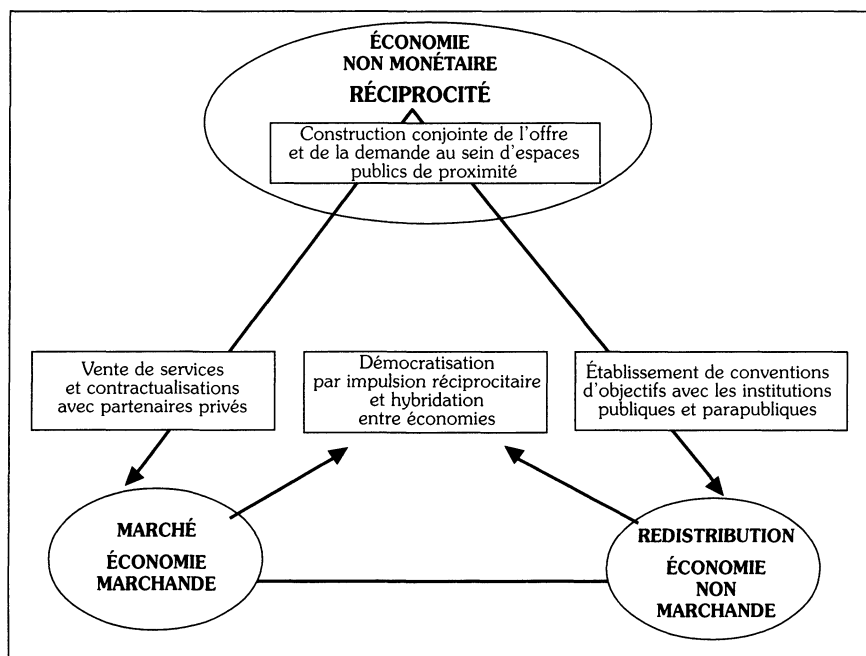 ÉCONOMIE
NON MONÉTAIRE
RÉCIPROCITÉ
Construction conjointe de l'offre
et de la demande au sein d'espaces
publics de proximité
Vente de services
et contractualisations
avec partenaires privés
Démocratisation
par impulsion réciprocitaire
et hybridation
entre économies
Établissement de conventions
d'objectifs avec les institutions
publiques et parapubliques
MARCHÉ
ÉCONOMIE
MARCHANDE
REDISTRIBUTION
ÉCONOMIE
NON
MARCHANDE